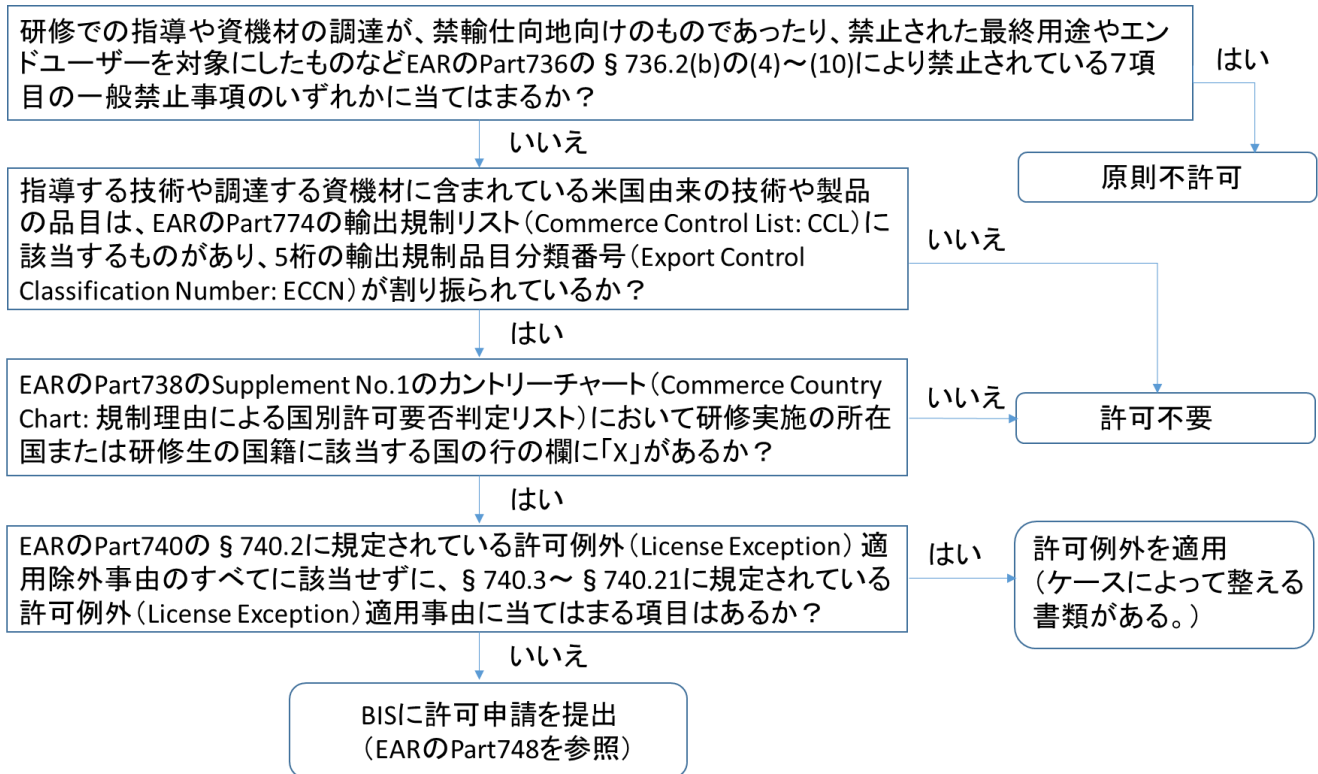 研修での指導や資機材の調達が、禁輸仕向地向けのものであったり、禁止された最終用途やエン
ドユーザーを対象にしたものなどEARのPart736の§736.2(b)の(4)～(10)により禁止されている７項
目の一般禁止事項のいずれかに当てはまるか？
はい
いいえ
原則不許可
指導する技術や調達する資機材に含まれている米国由来の技術や製品
の品目は、EARのPart774の輸出規制リスト（Commerce Control List: CCL）に
該当するものがあり、5桁の輸出規制品目分類番号（Export Control
Classification Number: ECCN）が割り振られているか？
いいえ
はい
EARのPart738のSupplement No.1のカントリーチャート（Commerce Country
Chart: 規制理由による国別許可要否判定リスト）において研修実施の所在
国または研修生の国籍に該当する国の行の欄に「X」があるか？
いいえ
許可不要
はい
EARのPart740の§740.2に規定されている許可例外（License Exception）適
用除外事由のすべてに該当せずに、§740.3～§740.21に規定されている
許可例外（License Exception）適用事由に当てはまる項目はあるか？
はい
許可例外を適用
（ケースによって整える
書類がある。）
いいえ
BISに許可申請を提出
（EARのPart748を参照）